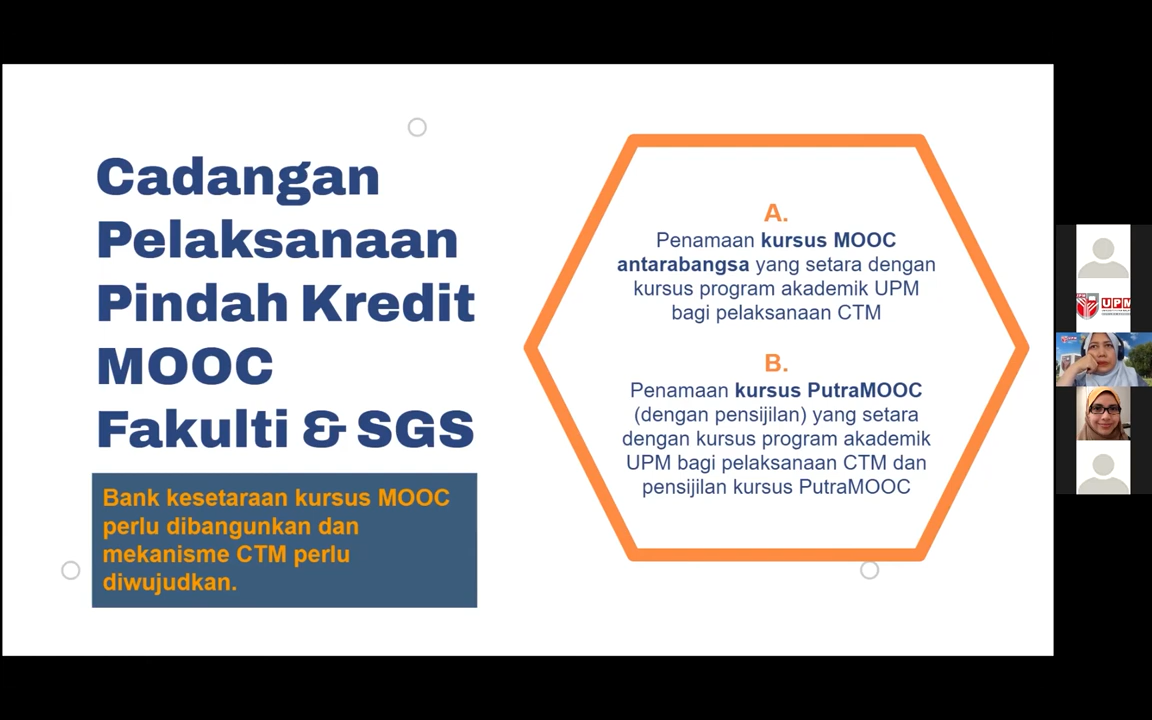 Cadangan
Pelaksanaan
Pindah Kredit
MOOC
Fakulti & SGS
Bank kesetaraan kursus MOOC
perlu dibangunkan dan
mekanisme CTM perlu
diwujudkan.
A.
Penamaan kursus MOOC
antarabangsa yang setara dengan
kursus program akademik UPM
bagi pelaksanaan CTM
B.
Penamaan kursus PutraMOOC
(dengan pensijilan) yang setara
dengan kursus program akademik
UPM bagi pelaksanaan CTM dan
pensijilan kursus PutraMOOC
UPM